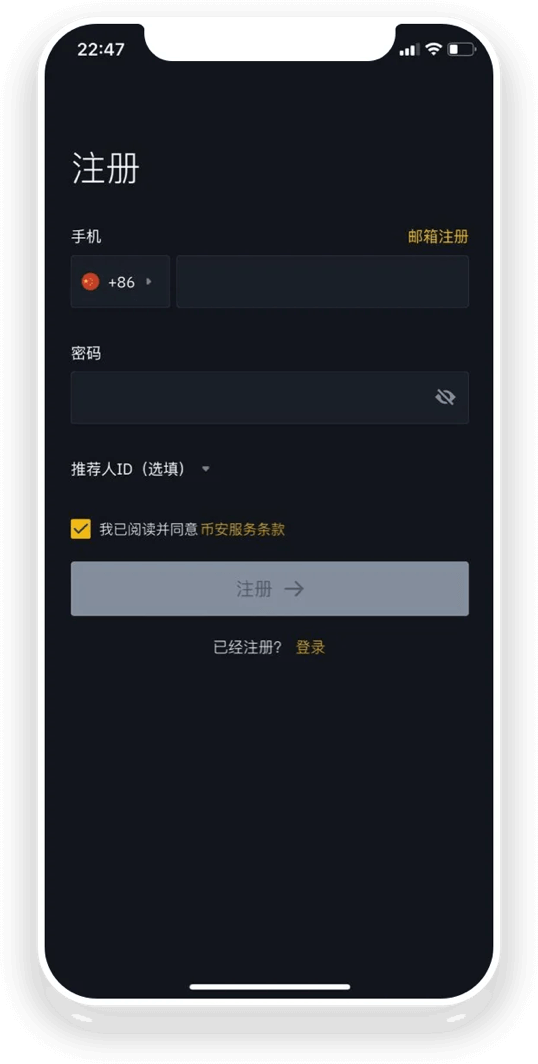 22:47
注册
手机 邮箱注册
+86
密码
推荐人ID（选填）
我已阅读并同意 币安服务条款
注册 →
已经注册? 登录